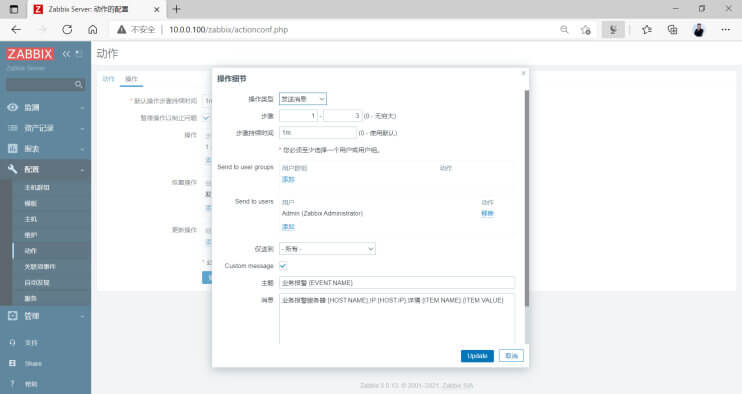 Zabbix Server: 动作的配置
不安全 | 10.0.0.100/zabbix/actionconf.php
ZABBIX
Zabbix Server
监测
资产记录
报表
配置
主机群组
模板
主机
维护
动作
关联项事件
自动发现
服务
管理
支持
Share
帮助
动作
动作 操作
* 默认操作步骤持续时间 1m
暂停操作以制止问题
操作
恢复操作
更新操作
操作细节
操作类型 发送消息
步骤 1 - 3 (0 - 无穷大)
步骤持续时间 1m (0 - 使用默认)
* 您必须至少选择一个用户或用户组。
Send to user groups 用户群组 动作
添加
Send to users 用户 动作
Admin (Zabbix Administrator) 移除
添加
仅送到 - 所有 -
Custom message
主题 业务报警 {EVENT.NAME}
消息 业务报警服务器:{HOST.NAME},IP:{HOST.IP},详情:{ITEM.NAME}:{ITEM.VALUE}
Update 取消
Zabbix 5.0.13. © 2001–2021, Zabbix SIA